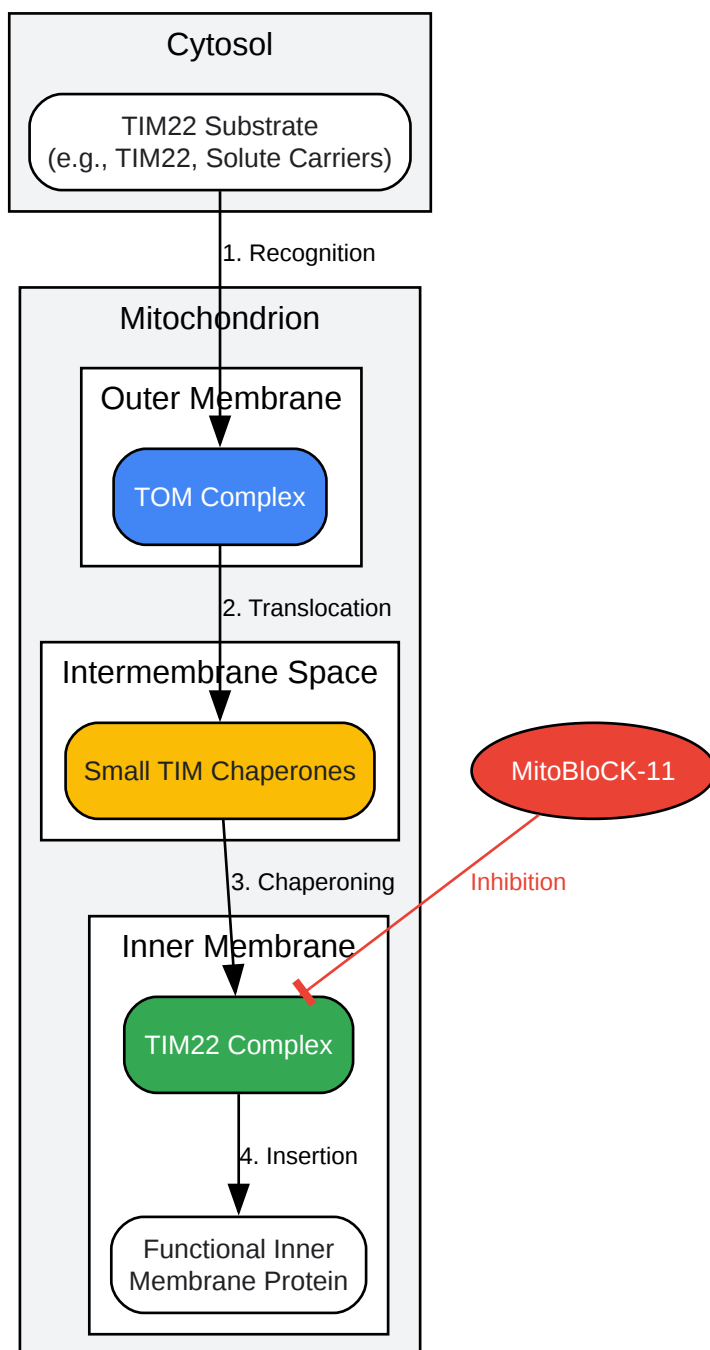 Cytosol
TIM22 Substrate
(e.g., TIM22, Solute Carriers)
1. Recognition
Mitochondrion
Outer Membrane
TOM Complex
2. Translocation
Intermembrane Space
Small TIM Chaperones
MitoBloCK-11
3. Chaperoning
Inhibition
Inner Membrane
TIM22 Complex
4. Insertion
Functional Inner
Membrane Protein